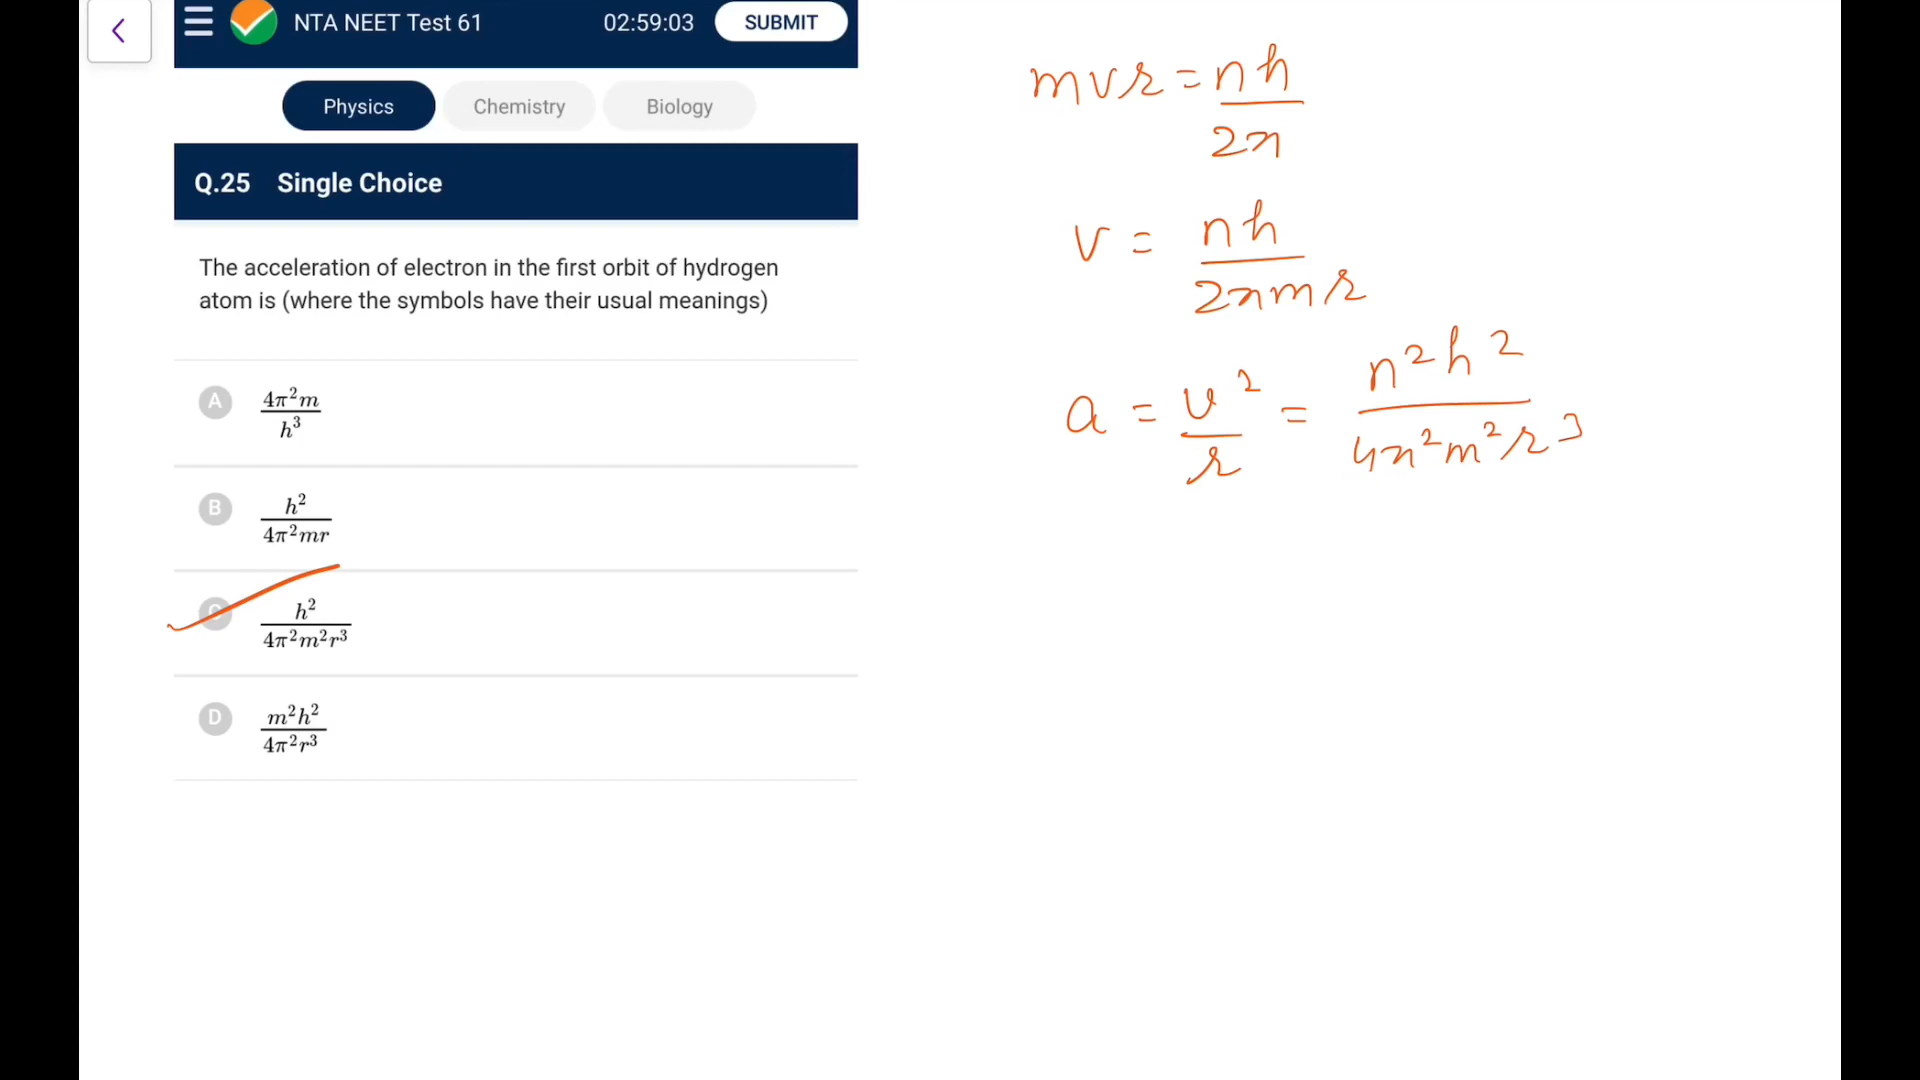 NTA NEET Test 61 02:59:03 SUBMIT
Physics Chemistry Biology
Q.25 Single Choice
The acceleration of electron in the first orbit of hydrogen
atom is (where the symbols have their usual meanings)
A 4π²m / h³
B h² / 4π²mr
C h² / 4π²m²r³
D m²h² / 4π²r³
mvr = nh / 2π
v = nh / 2πmr
a = v² / r = n²h² / 4π²m²r³